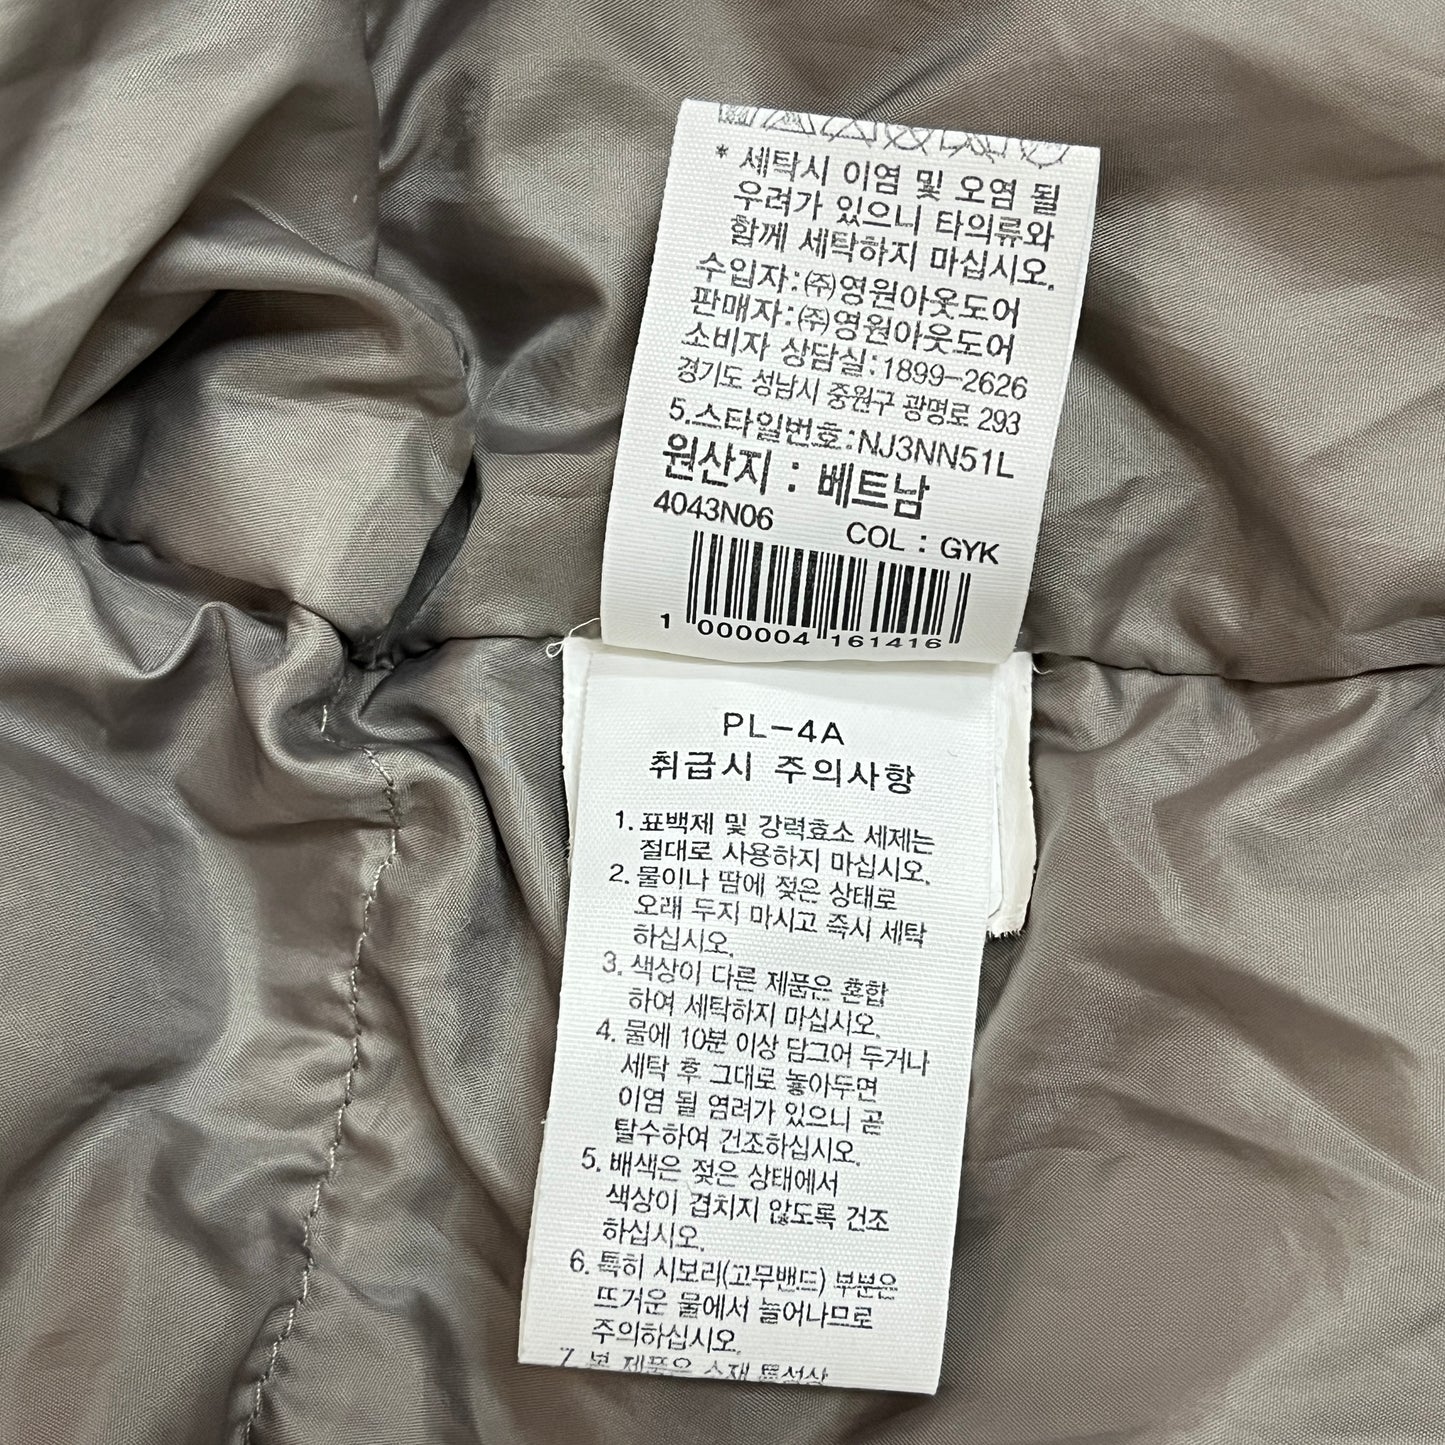 * 세탁시 이염 및 오염 될
우려가 있으니 타의류와
함께 세탁하지 마십시오.
수입자:㈜영원아웃도어
판매자:㈜영원아웃도어
소비자 상담실:1899-2626
경기도 성남시 중원구 광명로 293
5.스타일번호:NJ3NN51L
원산지 : 베트남
4043N06 COL : GYK
1 000004 161416
PL-4A
취급시 주의사항
1. 표백제 및 강력효소 세제는
절대로 사용하지 마십시오.
2. 물이나 땀에 젖은 상태로
오래 두지 마시고 즉시 세탁
하십시오.
3. 색상이 다른 제품은 혼합
하여 세탁하지 마십시오.
4. 물에 10분 이상 담그어 두거나
세탁 후 그대로 놓아두면
이염 될 염려가 있으니 곧
탈수하여 건조하십시오.
5. 배색은 젖은 상태에서
색상이 겹치지 않도록 건조
하십시오.
6. 특히 시보리(고무밴드) 부분은
뜨거운 물에서 늘어나므로
주의하십시오.
7. 본 제품은 소재 특성상